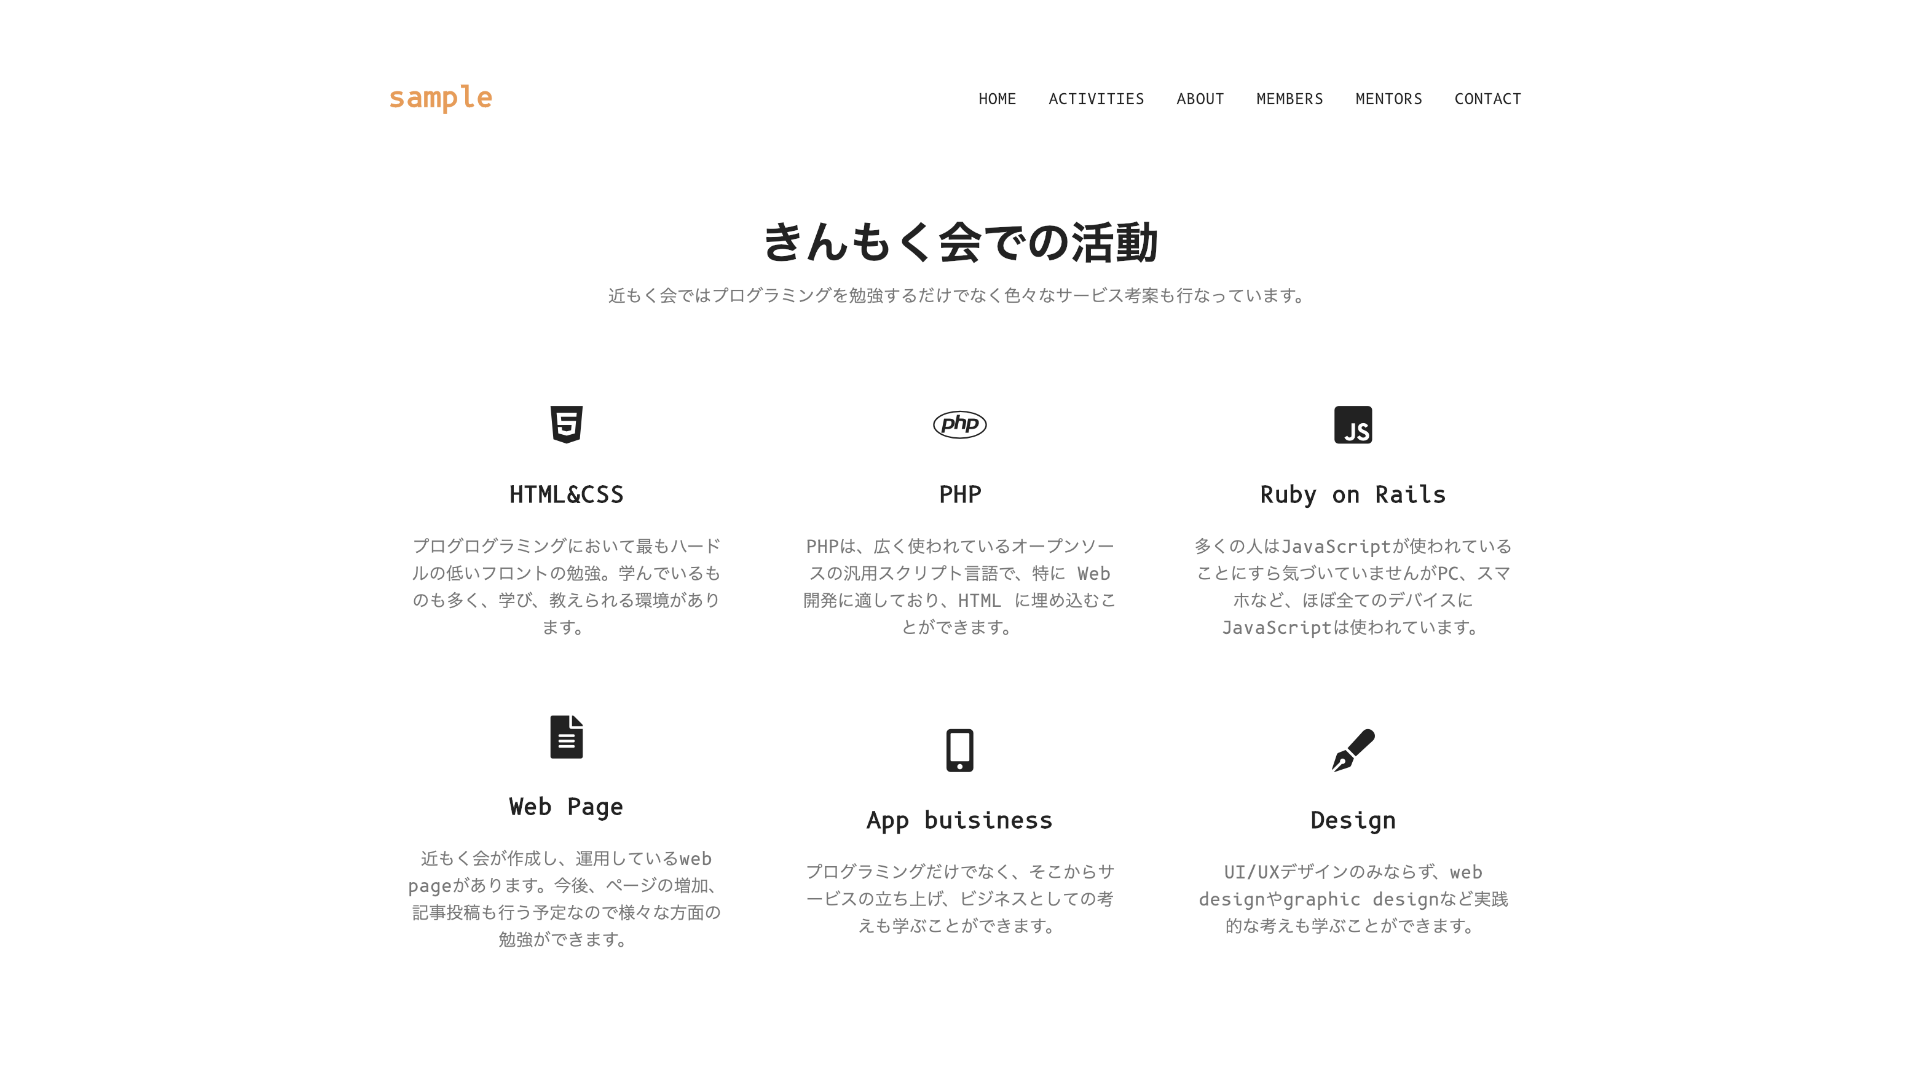 sample
HOME ACTIVITIES ABOUT MEMBERS MENTORS CONTACT
きんもく会での活動
近もく会ではプログラミングを勉強するだけでなく色々なサービス考案も行なっています。
HTML&CSS
プログログラミングにおいて最もハード
ルの低いフロントの勉強。学んでいるも
のも多く、学び、教えられる環境があり
ます。
php
PHP
PHPは、広く使われているオープンソー
スの汎用スクリプト言語で、特に Web
開発に適しており、HTML に埋め込むこ
とができます。
JS
Ruby on Rails
多くの人はJavaScriptが使われている
ことにすら気づいていませんがPC、スマ
ホなど、ほぼ全てのデバイスに
JavaScriptは使われています。
Web Page
近もく会が作成し、運用しているweb
pageがあります。今後、ページの増加、
記事投稿も行う予定なので様々な方面の
勉強ができます。
App buisiness
プログラミングだけでなく、そこからサ
ービスの立ち上げ、ビジネスとしての考
えも学ぶことができます。
Design
UI/UXデザインのみならず、web
designやgraphic designなど実践
的な考えも学ぶことができます。